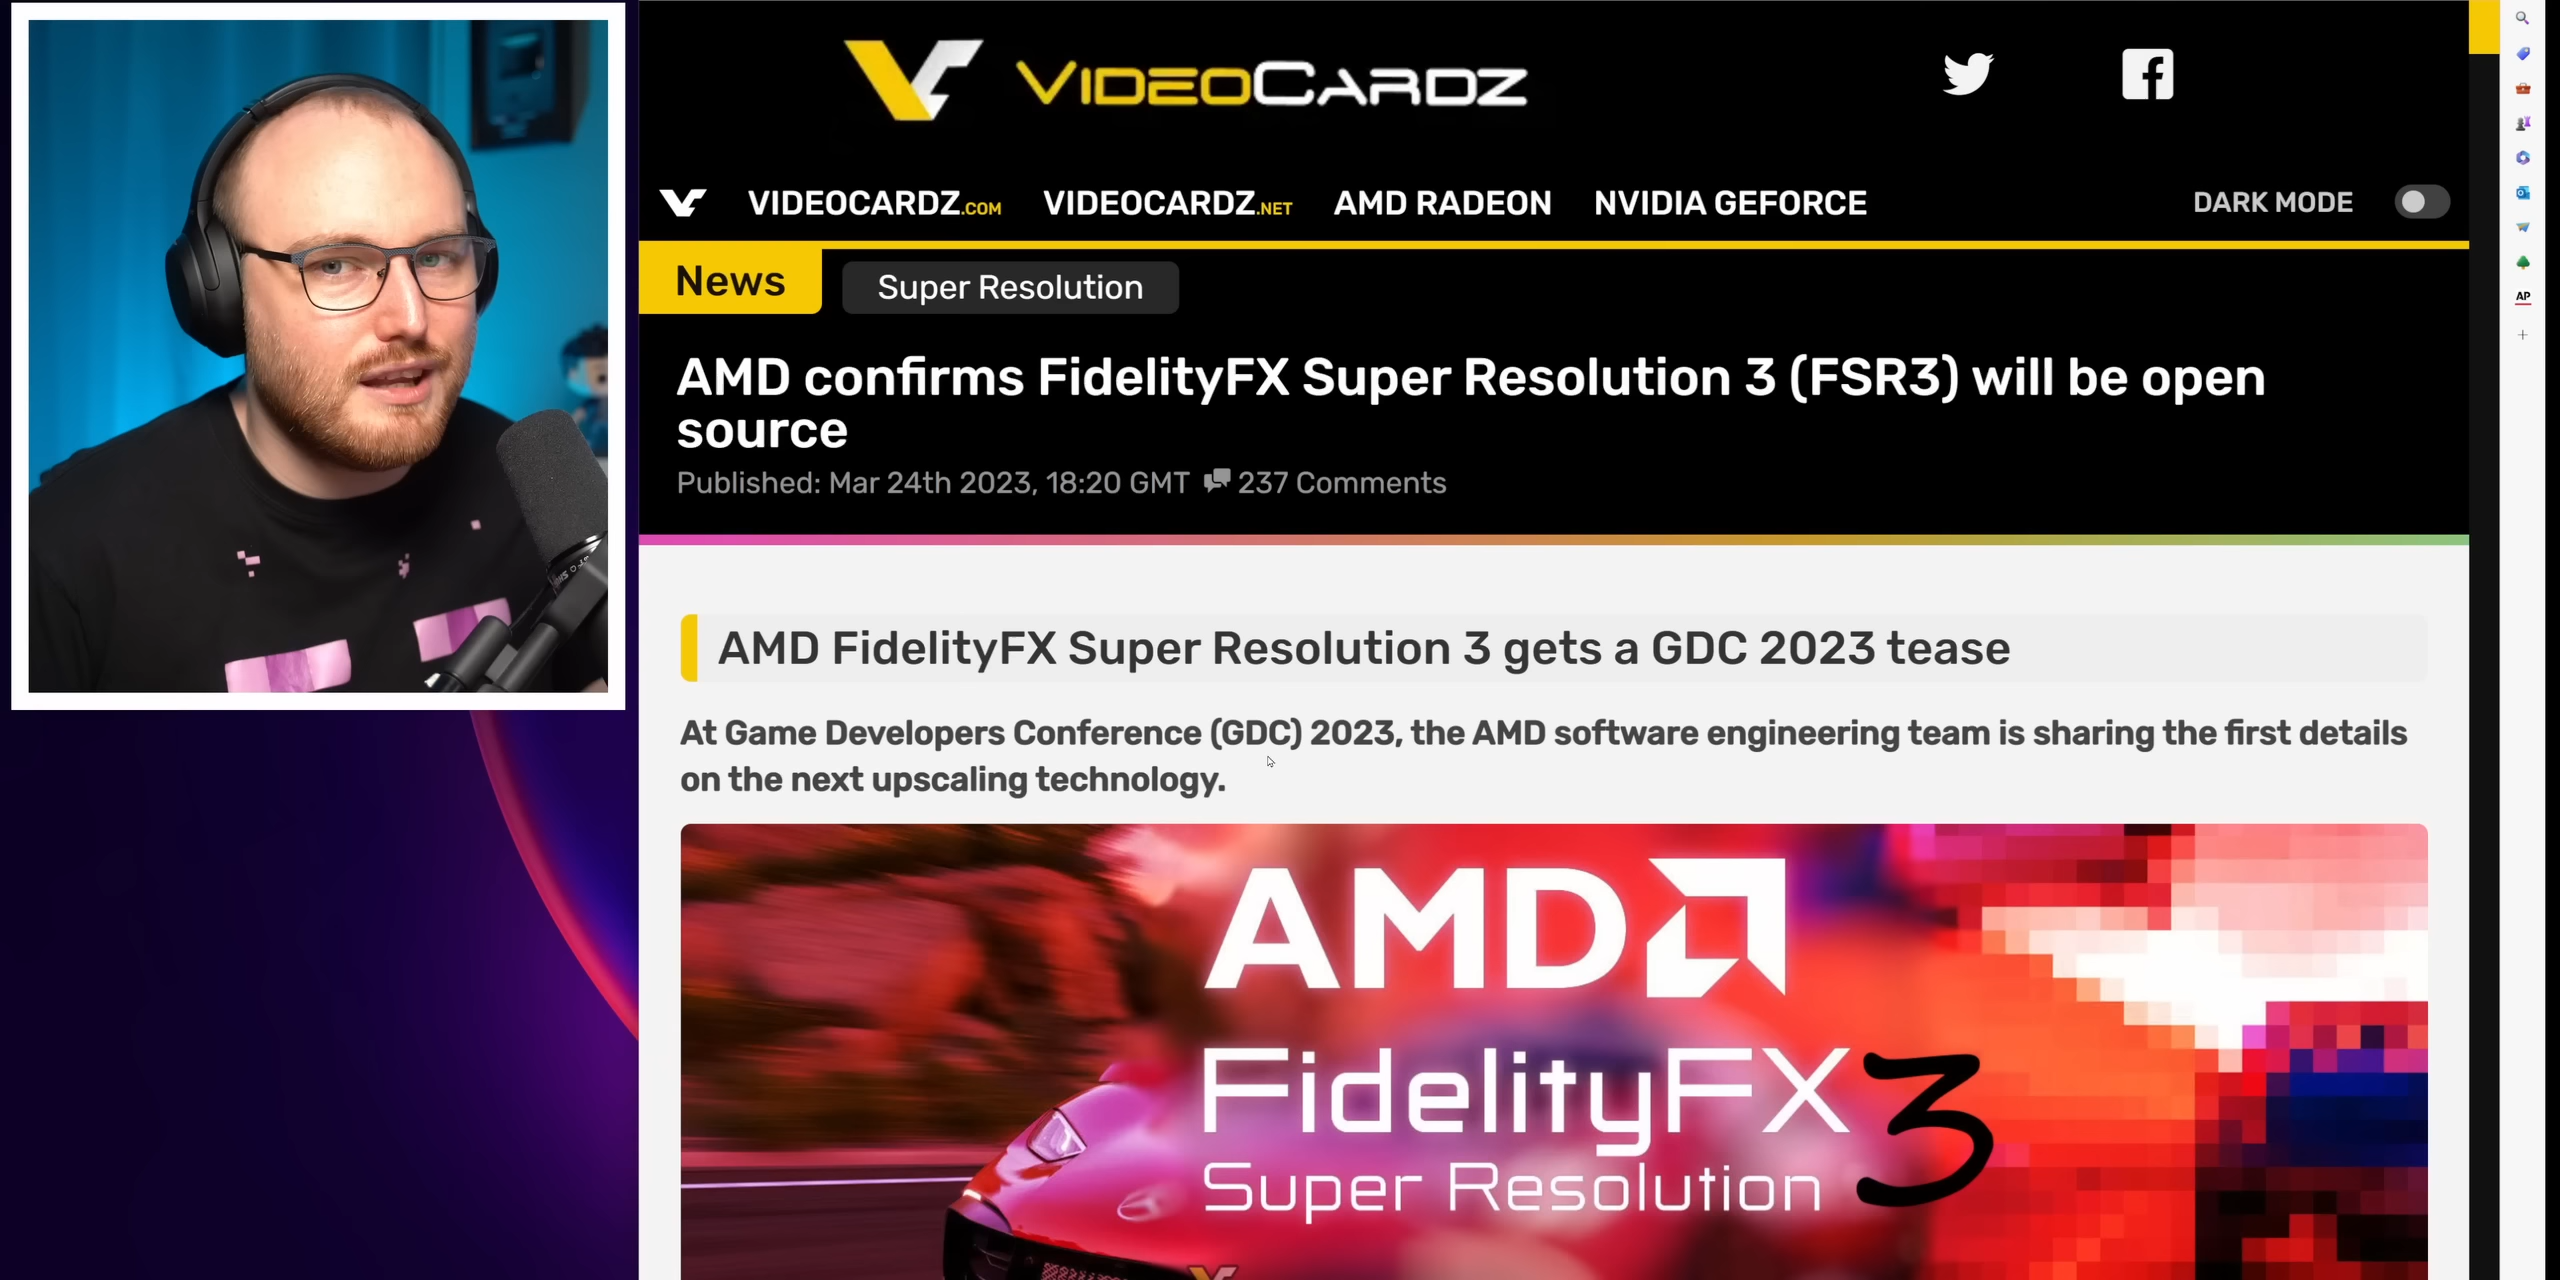 VIDEOCARDZ
VIDEOCARDZ.COM VIDEOCARDZ.NET AMD RADEON NVIDIA GEFORCE DARK MODE
News Super Resolution
AMD confirms FidelityFX Super Resolution 3 (FSR3) will be open
source
Published: Mar 24th 2023, 18:20 GMT 237 Comments
AMD FidelityFX Super Resolution 3 gets a GDC 2023 tease
At Game Developers Conference (GDC) 2023, the AMD software engineering team is sharing the first details
on the next upscaling technology.
AMD
FidelityFX 3
Super Resolution
AP